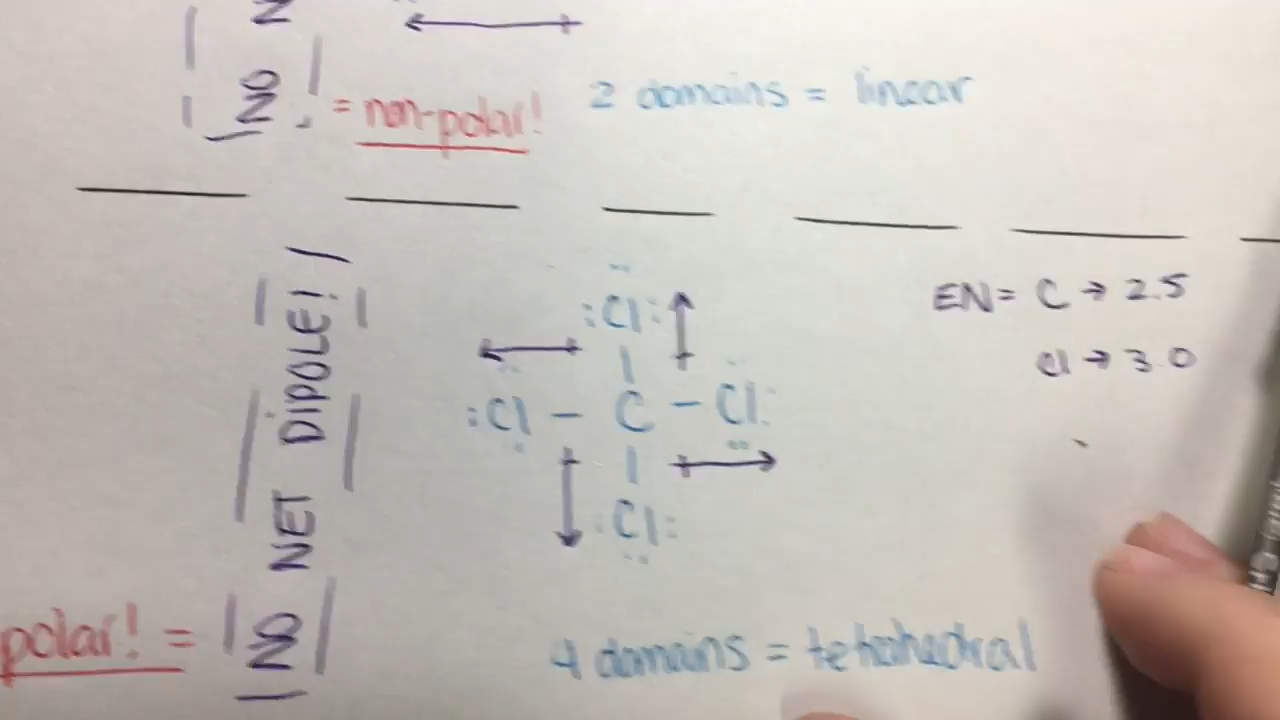 NO
= non-polar!
2 domains = linear
NO NET DIPOLE!
EN= C → 2.5
Cl → 3.0
:Cl:
:Cl – C – Cl:
:Cl:
polar! =
4 domains = tetrahedral